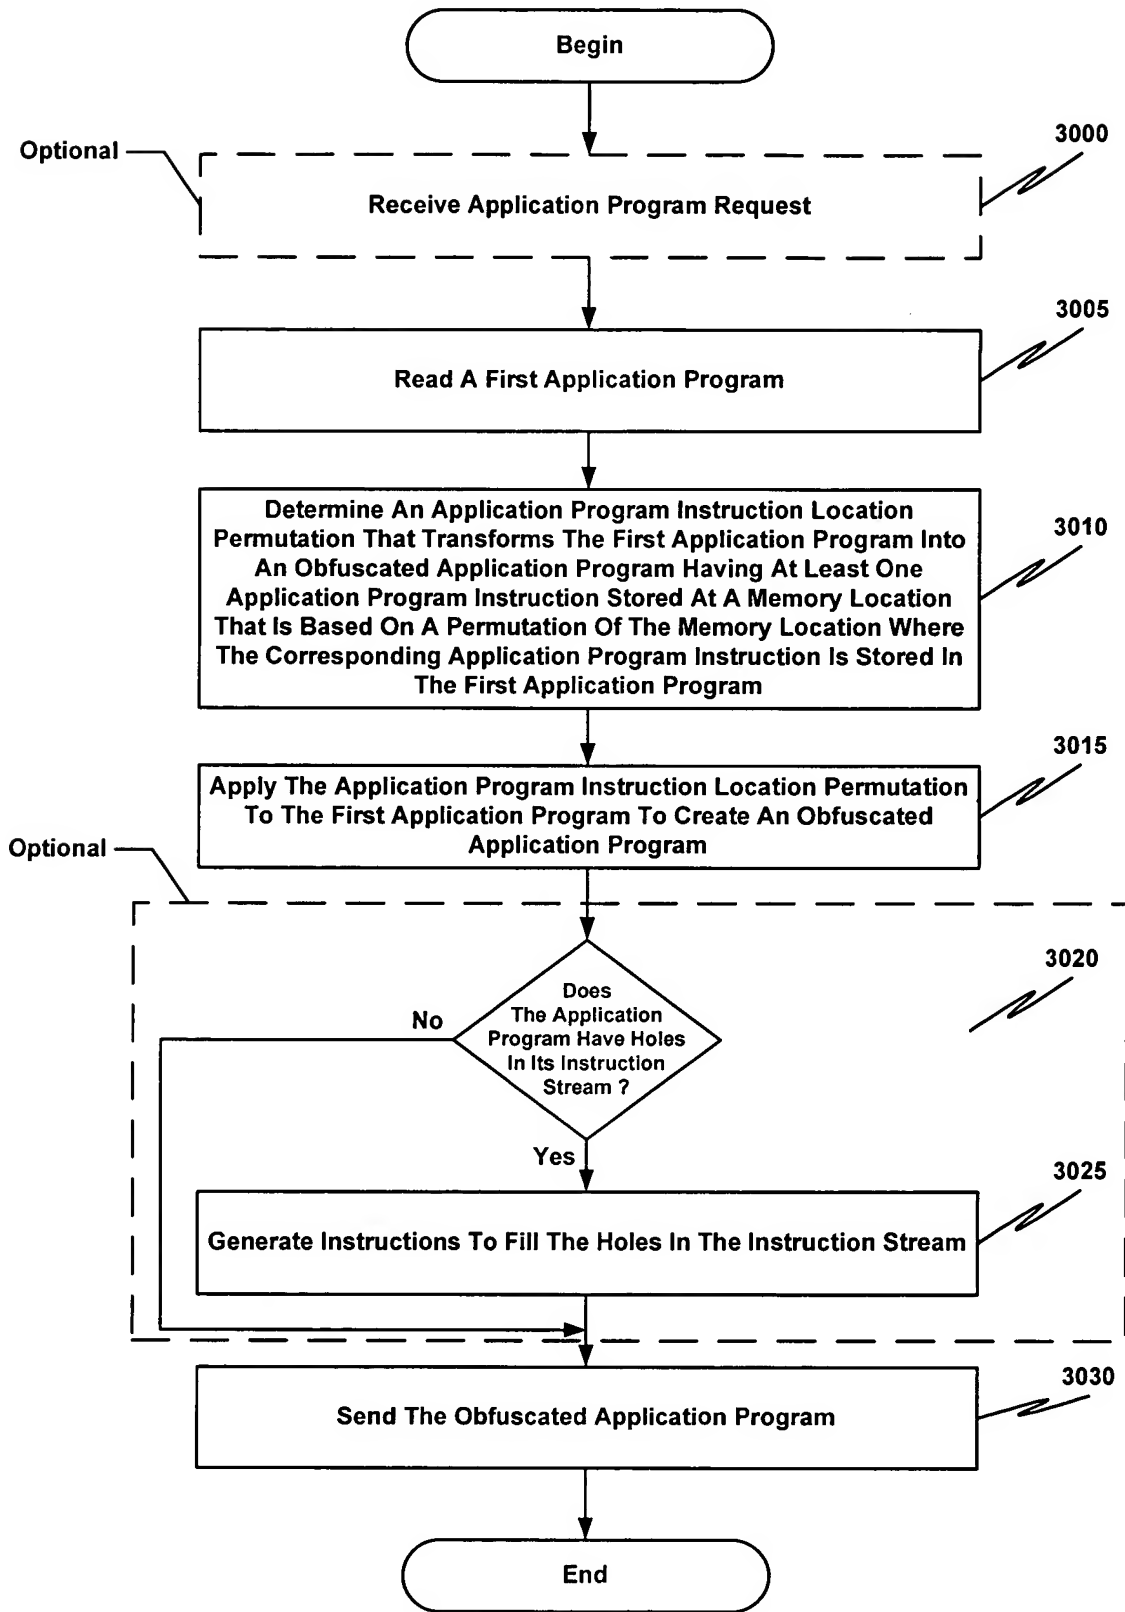 Begin
Optional
3000
Receive Application Program Request
3005
Read A First Application Program
Determine An Application Program Instruction Location
Permutation That Transforms The First Application Program Into
An Obfuscated Application Program Having At Least One
Application Program Instruction Stored At A Memory Location
That Is Based On A Permutation Of The Memory Location Where
The Corresponding Application Program Instruction Is Stored In
The First Application Program
3010
3015
Apply The Application Program Instruction Location Permutation
To The First Application Program To Create An Obfuscated
Application Program
Optional
3020
Does
The Application
Program Have Holes
In Its Instruction
Stream ?
No
Yes
3025
Generate Instructions To Fill The Holes In The Instruction Stream
3030
Send The Obfuscated Application Program
End